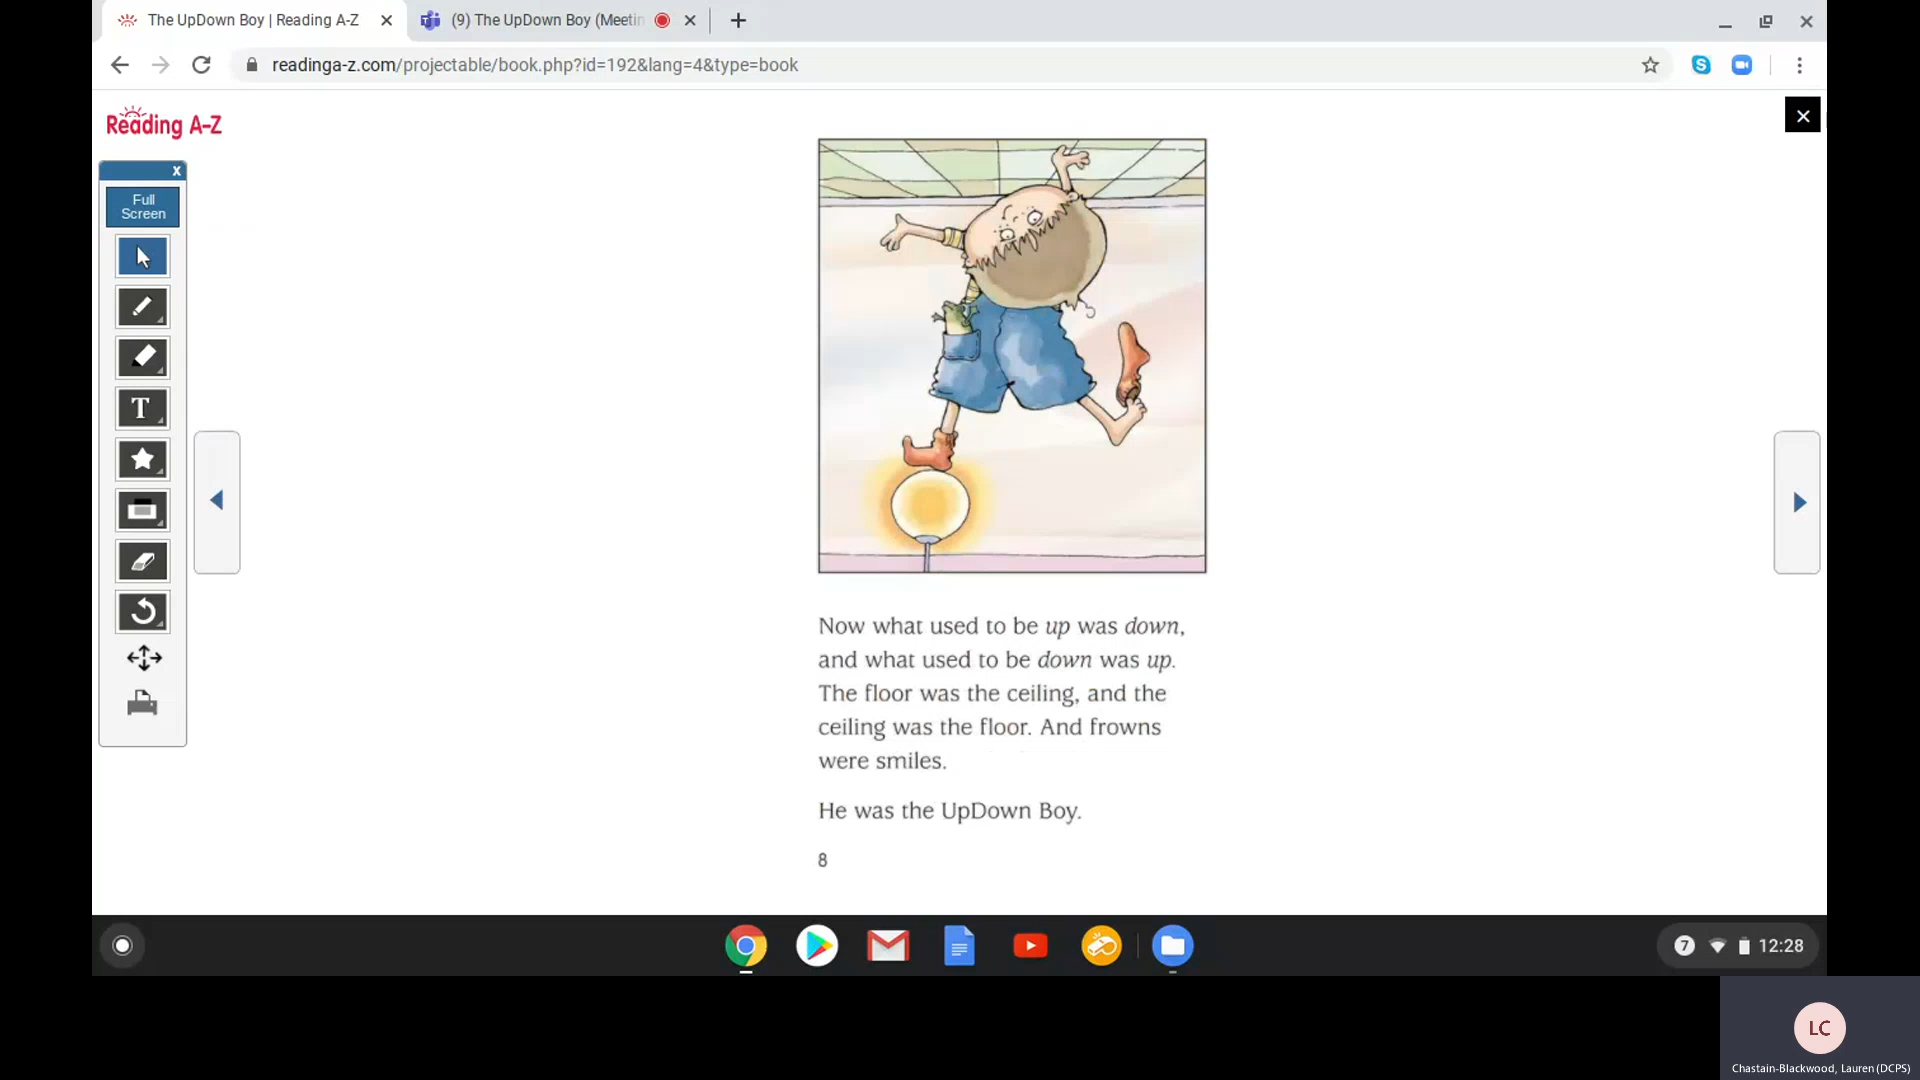 The UpDown Boy | Reading A-Z
(9) The UpDown Boy (Meetin
readinga-z.com/projectable/book.php?id=192&lang=4&type=book
Reading A-Z
x
Full
Screen
T
Now what used to be up was down,
and what used to be down was up.
The floor was the ceiling, and the
ceiling was the floor. And frowns
were smiles.
He was the UpDown Boy.
8
7 12:28
LC
Chastain-Blackwood, Lauren (DCPS)